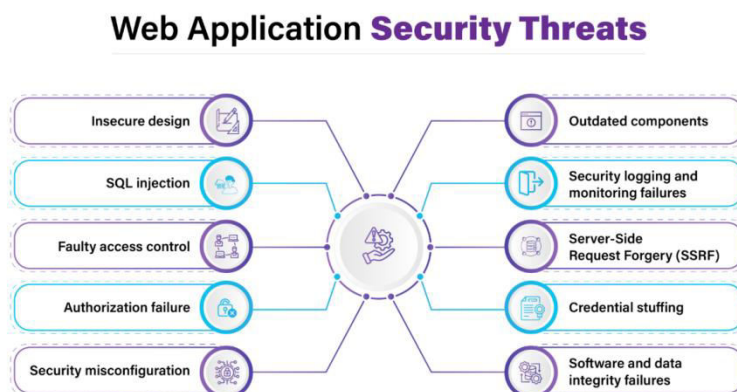 Web Application Security Threats
Insecure design
SQL injection
Faulty access control
Authorization failure
Security misconfiguration
Outdated components
Security logging and
monitoring failures
Server-Side
Request Forgery (SSRF)
Credential stuffing
Software and data
integrity failures